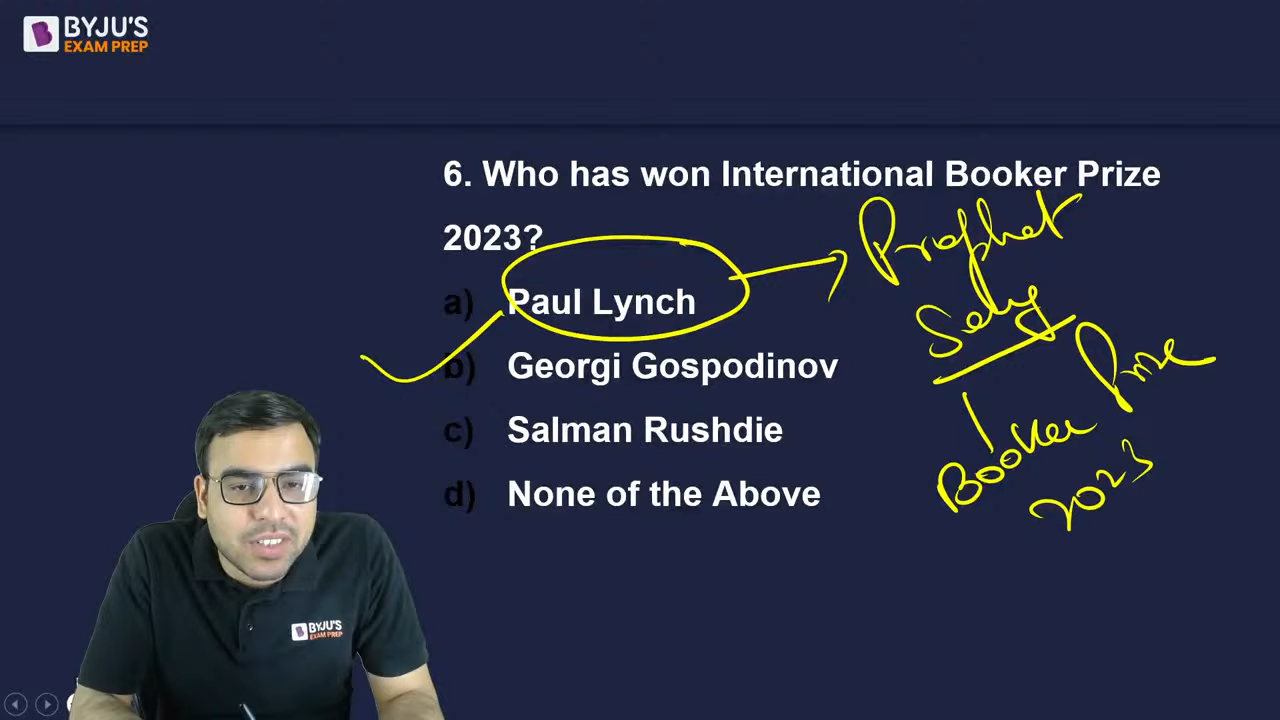 BYJU'S
EXAM PREP
6. Who has won International Booker Prize
2023?
a) Paul Lynch
b) Georgi Gospodinov
c) Salman Rushdie
d) None of the Above
Prophet
Song
Booker Prize
2023
BYJU'S
EXAM PREP